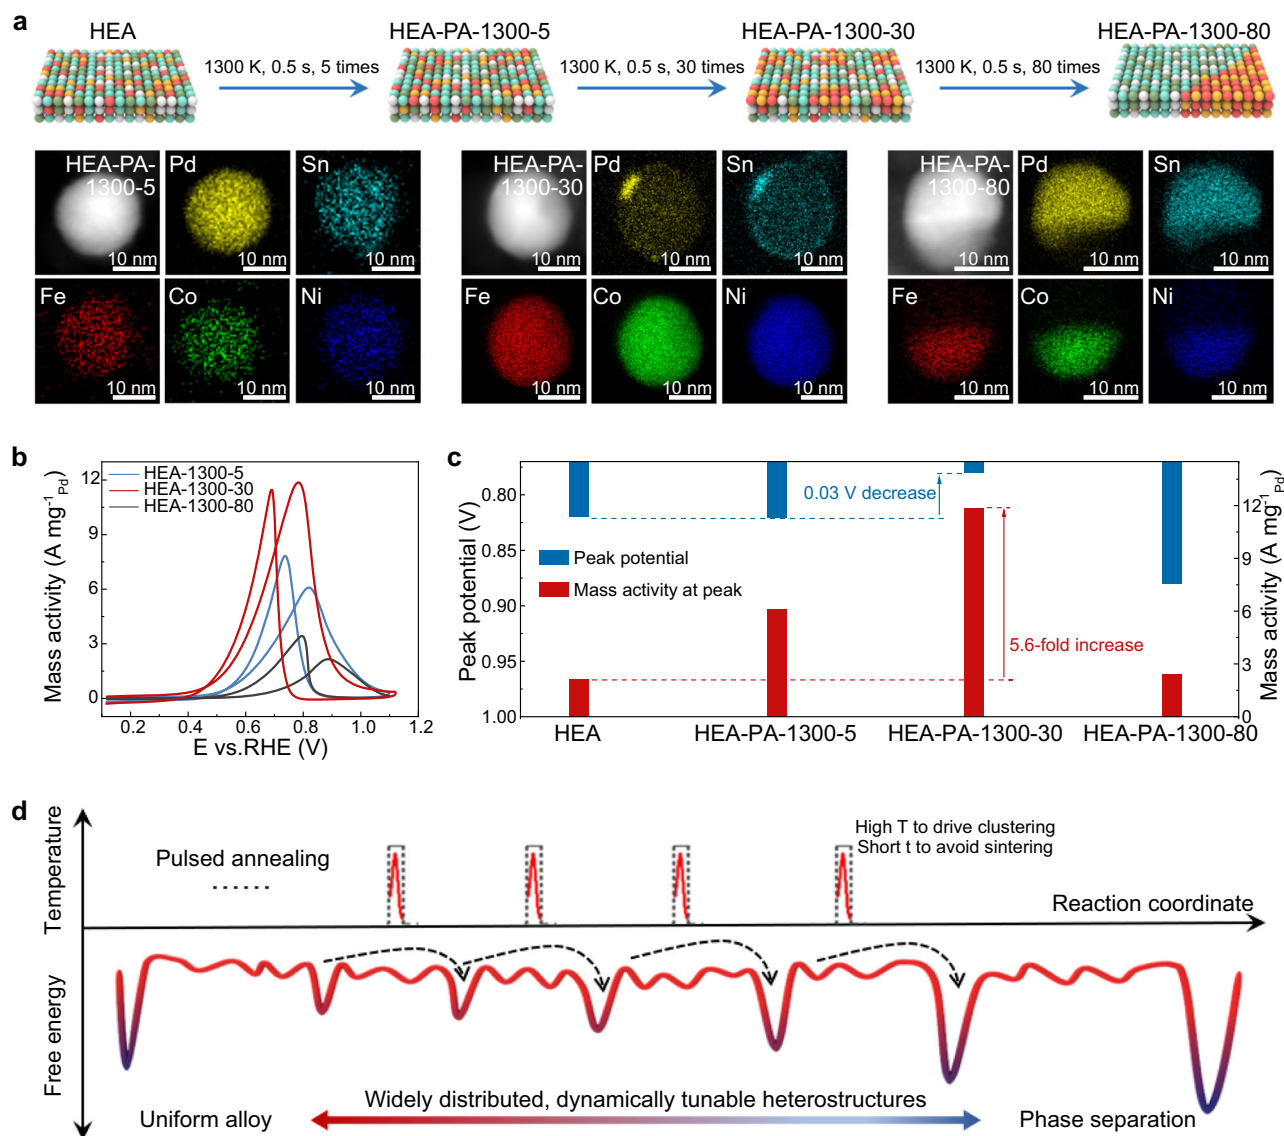 a
HEA
HEA-PA-1300-5
HEA-PA-1300-30
HEA-PA-1300-80
1300 K, 0.5 s, 5 times
1300 K, 0.5 s, 30 times
1300 K, 0.5 s, 80 times
HEA-PA-
1300-5
10 nm
Pd
10 nm
Sn
10 nm
Fe
10 nm
Co
10 nm
Ni
10 nm
HEA-PA-
1300-30
10 nm
Pd
10 nm
Sn
10 nm
Fe
10 nm
Co
10 nm
Ni
10 nm
HEA-PA-
1300-80
10 nm
Pd
10 nm
Sn
10 nm
Fe
10 nm
Co
10 nm
Ni
10 nm
b
Mass activity (A mg⁻¹Pd)
12
9
6
3
0
HEA-1300-5
HEA-1300-30
HEA-1300-80
0.2 0.4 0.6 0.8 1.0 1.2
E vs.RHE (V)
c
Peak potential (V)
0.80
0.85
0.90
0.95
1.00
0.03 V decrease
Peak potential
Mass activity at peak
5.6-fold increase
12
9
6
3
0
Mass activity (A mg⁻¹Pd)
HEA
HEA-PA-1300-5
HEA-PA-1300-30
HEA-PA-1300-80
d
Temperature
Pulsed annealing
High T to drive clustering
Short t to avoid sintering
Reaction coordinate
Free energy
Widely distributed, dynamically tunable heterostructures
Uniform alloy
Phase separation